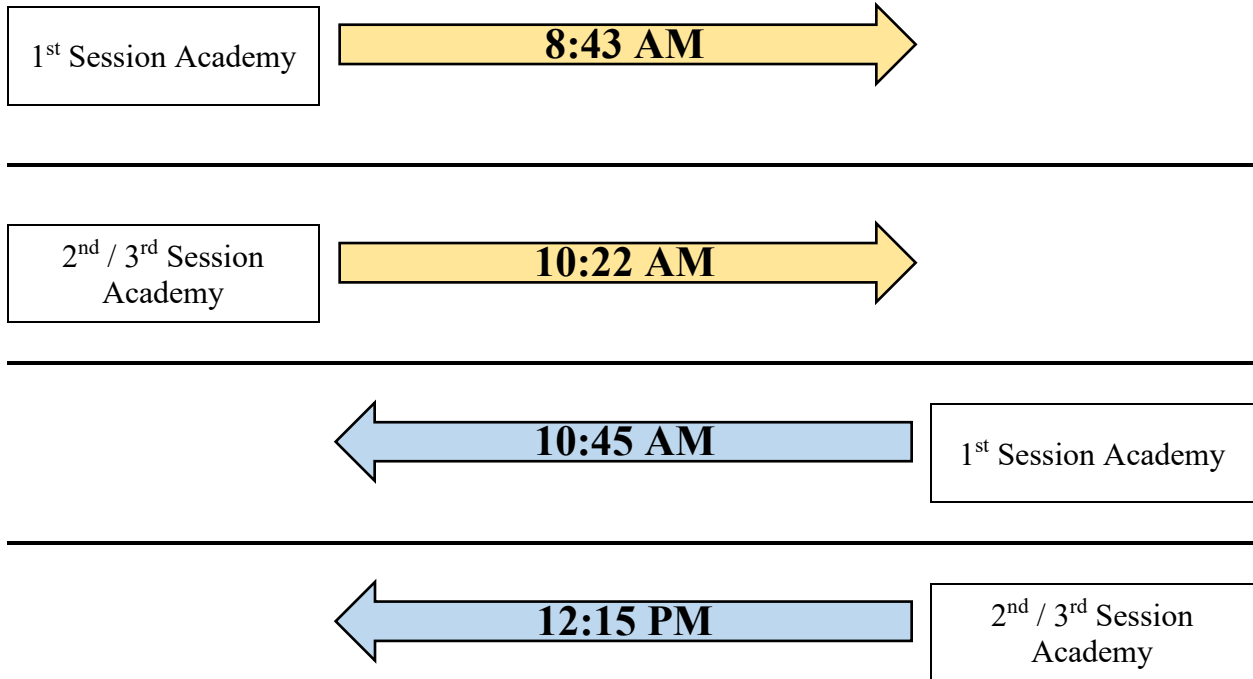 1st Session Academy
8:43 AM
2nd / 3rd Session
Academy
10:22 AM
10:45 AM
1st Session Academy
12:15 PM
2nd / 3rd Session
Academy